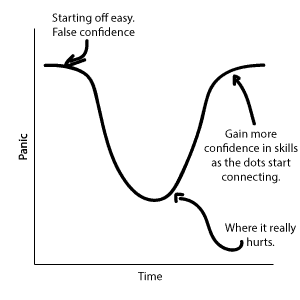 Starting off easy.
False confidence
Gain more
confidence in skills
as the dots start
connecting.
Where it really
hurts.
Panic
Time